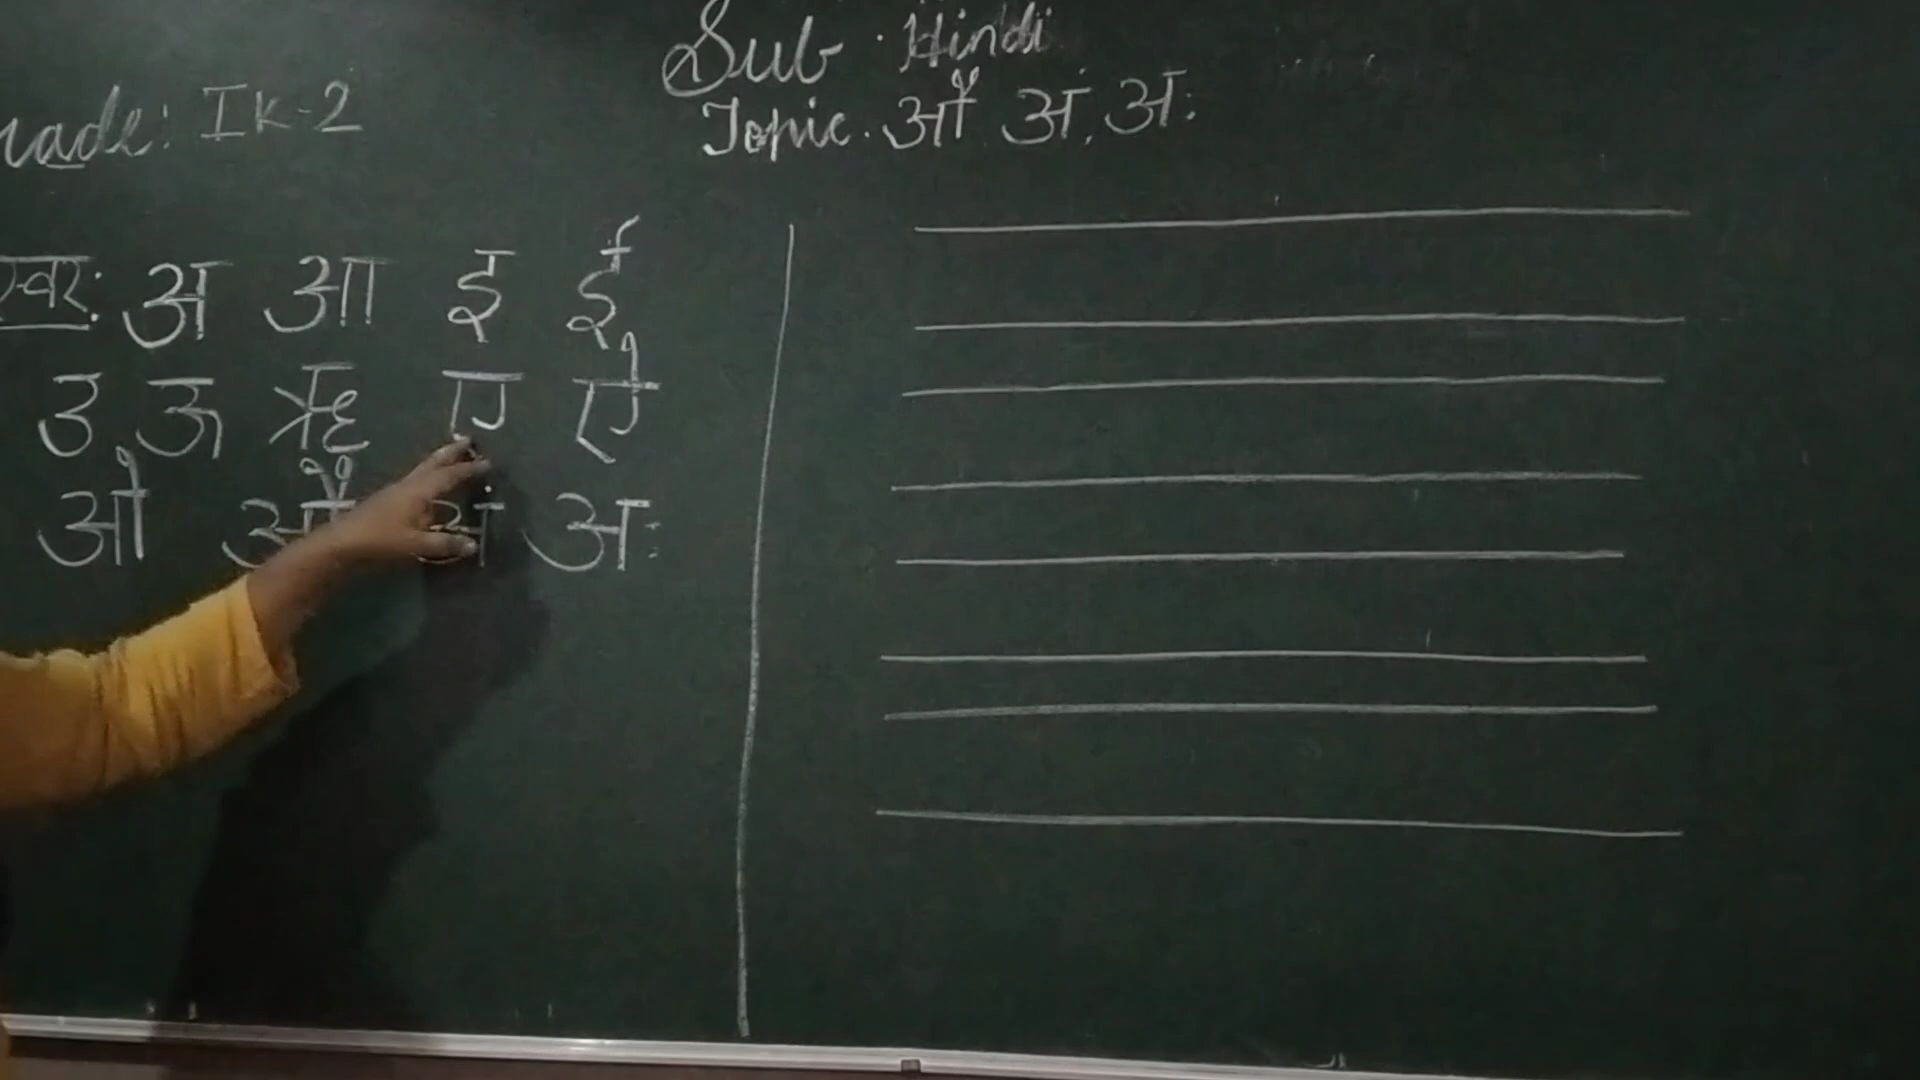 Sub. Hindi
rade: IK-2
Topic. औ अं, अः
स्वर: अ आ इ ई
उ ऊ ऋ ए ऐ
ओ औ अं अः